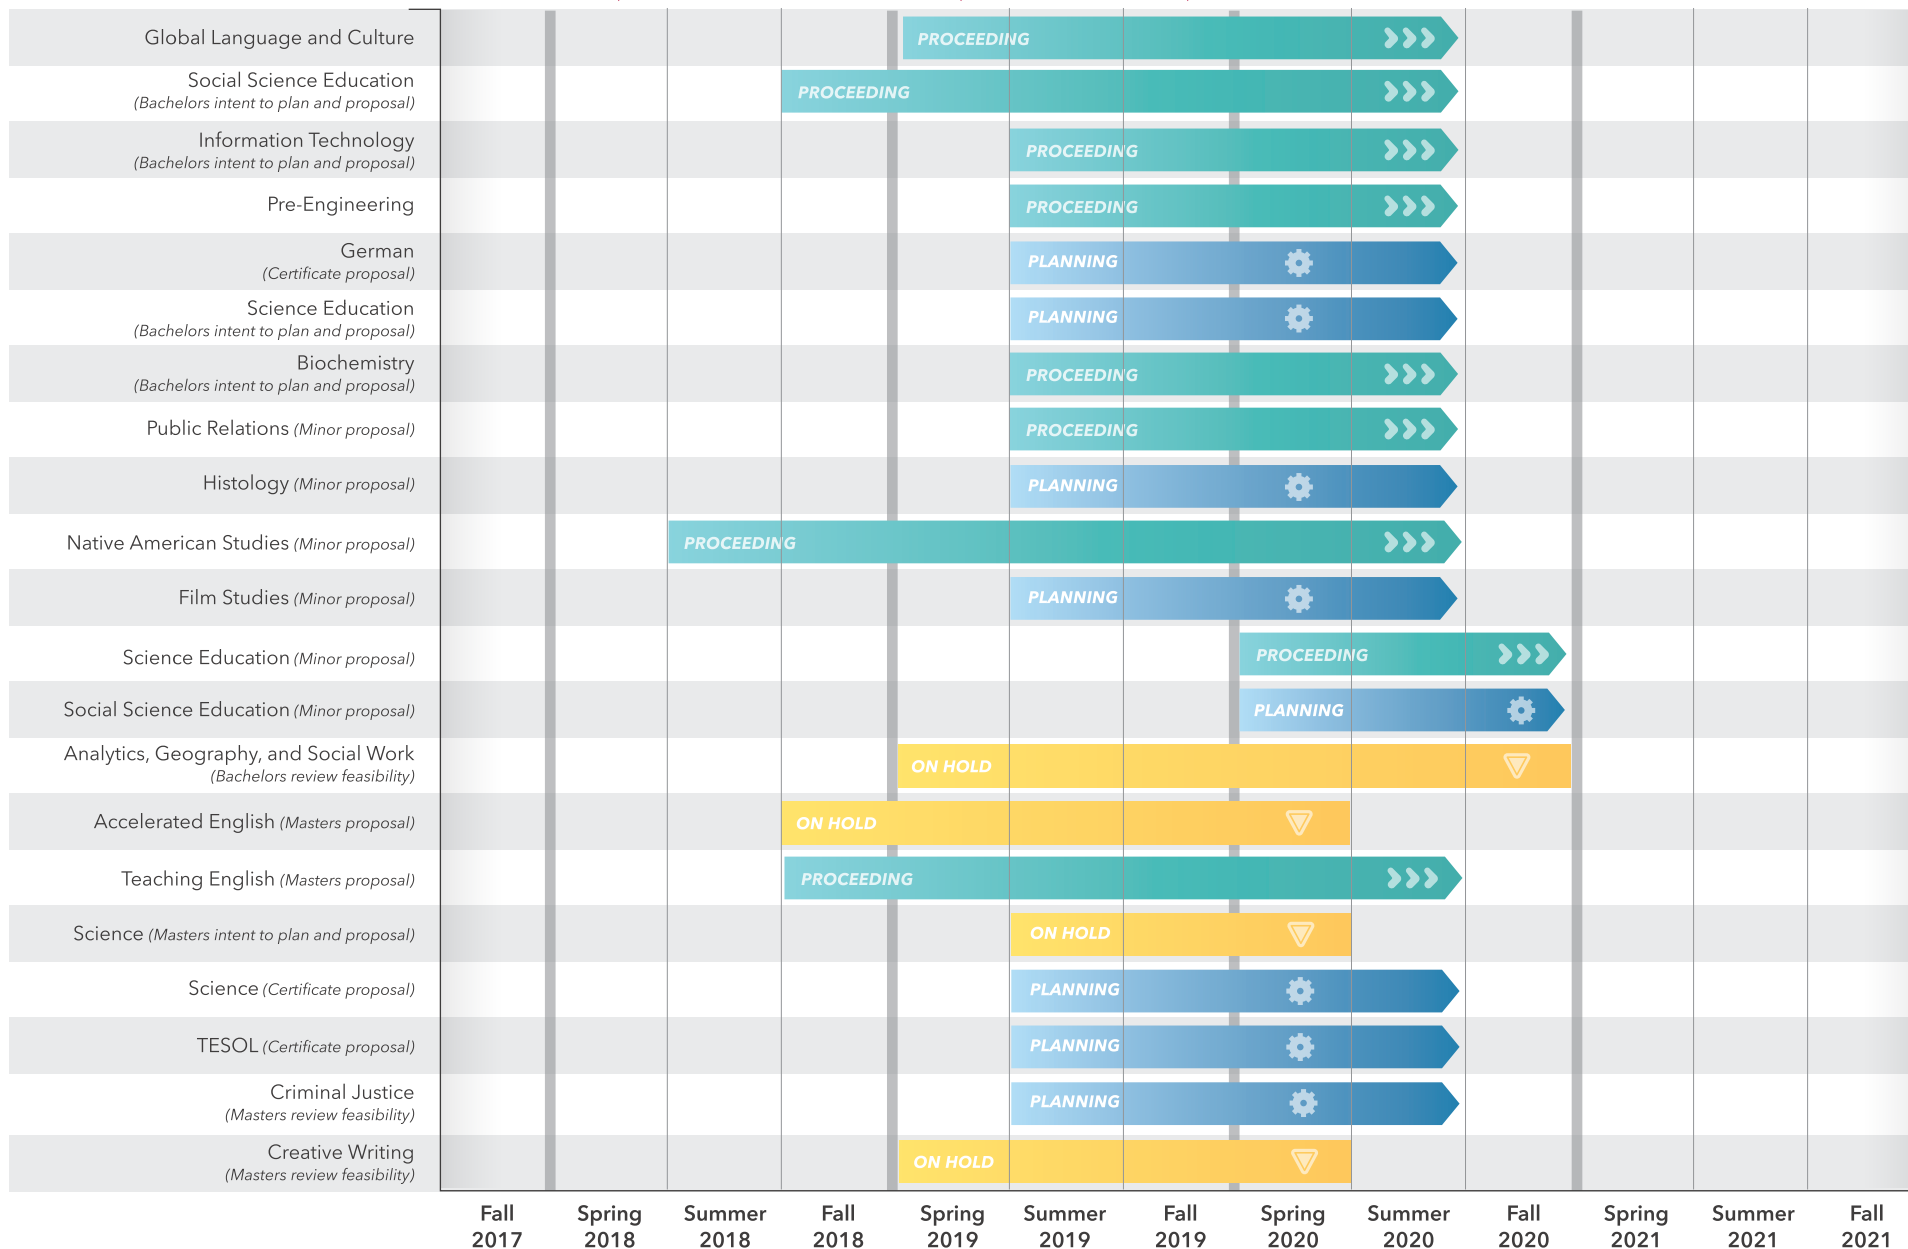 Global Language and Culture
PROCEEDING
Social Science Education
(Bachelors intent to plan and proposal)
PROCEEDING
Information Technology
(Bachelors intent to plan and proposal)
PROCEEDING
Pre-Engineering
PROCEEDING
German
(Certificate proposal)
PLANNING
Science Education
(Bachelors intent to plan and proposal)
PLANNING
Biochemistry
(Bachelors intent to plan and proposal)
PROCEEDING
Public Relations (Minor proposal)
PROCEEDING
Histology (Minor proposal)
PLANNING
Native American Studies (Minor proposal)
PROCEEDING
Film Studies (Minor proposal)
PLANNING
Science Education (Minor proposal)
PROCEEDING
Social Science Education (Minor proposal)
PLANNING
Analytics, Geography, and Social Work
(Bachelors review feasibility)
ON HOLD
Accelerated English (Masters proposal)
ON HOLD
Teaching English (Masters proposal)
PROCEEDING
Science (Masters intent to plan and proposal)
ON HOLD
Science (Certificate proposal)
PLANNING
TESOL (Certificate proposal)
PLANNING
Criminal Justice
(Masters review feasibility)
PLANNING
Creative Writing
(Masters review feasibility)
ON HOLD
Fall 2017
Spring 2018
Summer 2018
Fall 2018
Spring 2019
Summer 2019
Fall 2019
Spring 2020
Summer 2020
Fall 2020
Spring 2021
Summer 2021
Fall 2021